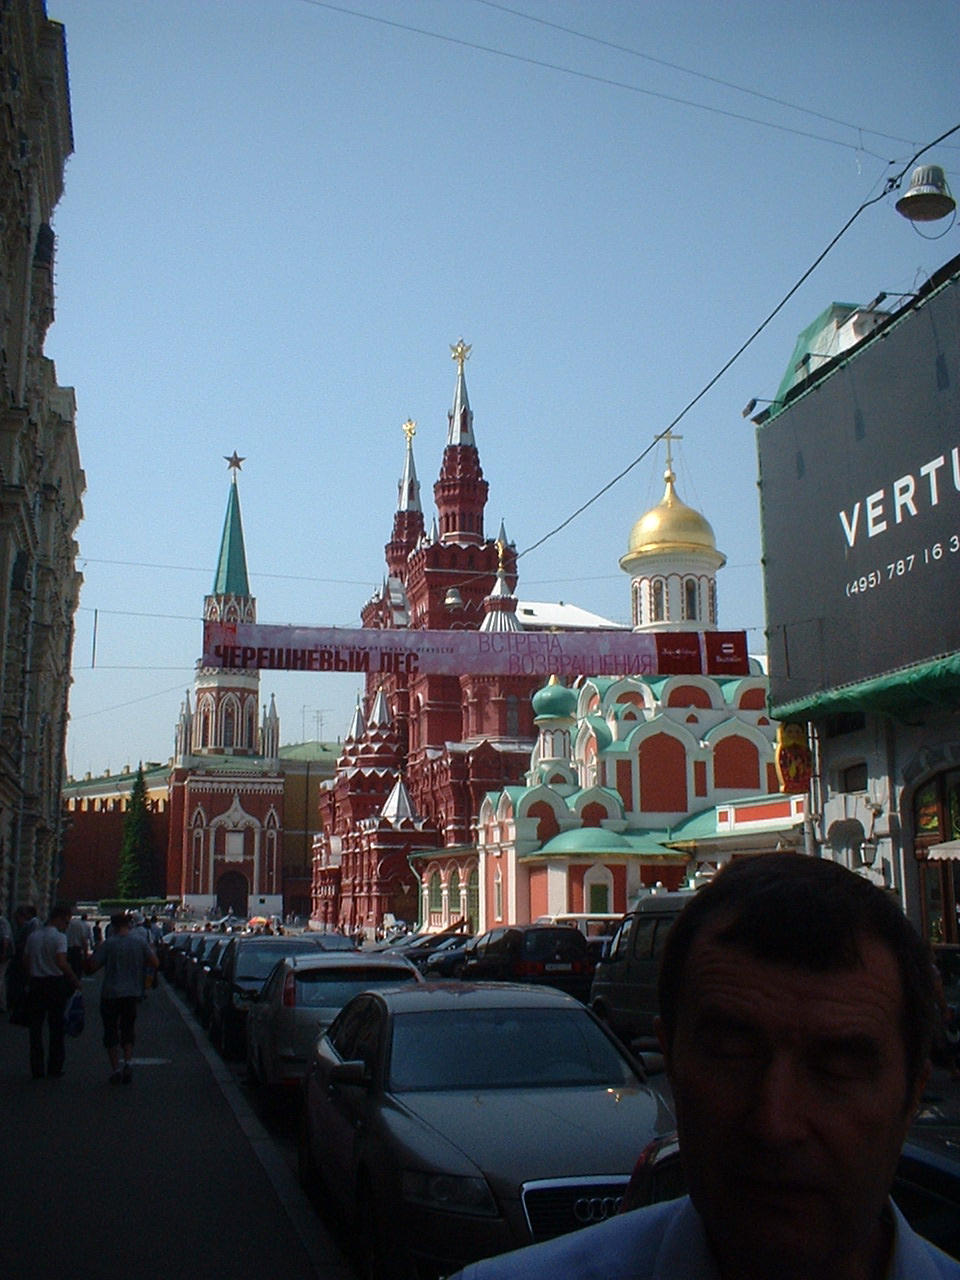 VERTU
(495) 787 16 3
ЧЕРЕШНЕВЫЙ ЛЕС
ВСТРЕЧА
ВОЗВРАЩЕНИЯ